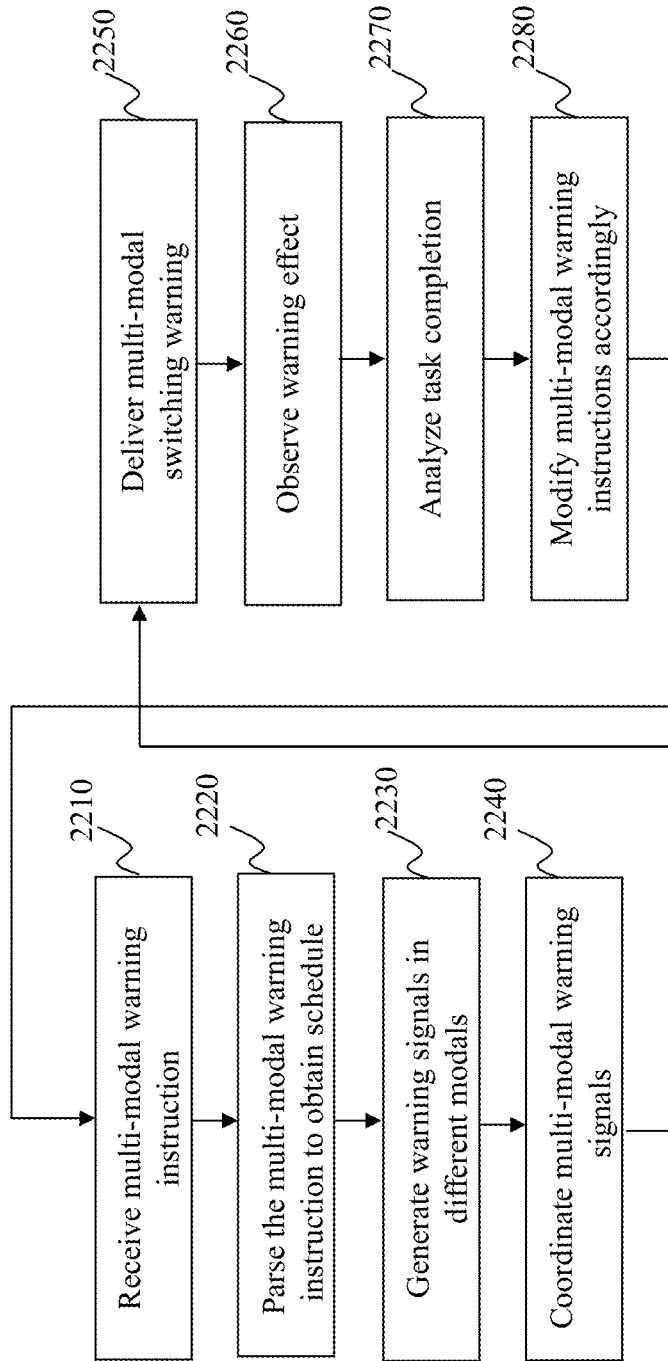 2210
Receive multi-modal warning
instruction
2220
Parse the multi-modal warning
instruction to obtain schedule
2230
Generate warning signals in
different modals
2240
Coordinate multi-modal warning
signals
2250
Deliver multi-modal
switching warning
2260
Observe warning effect
2270
Analyze task completion
2280
Modify multi-modal warning
instructions accordingly